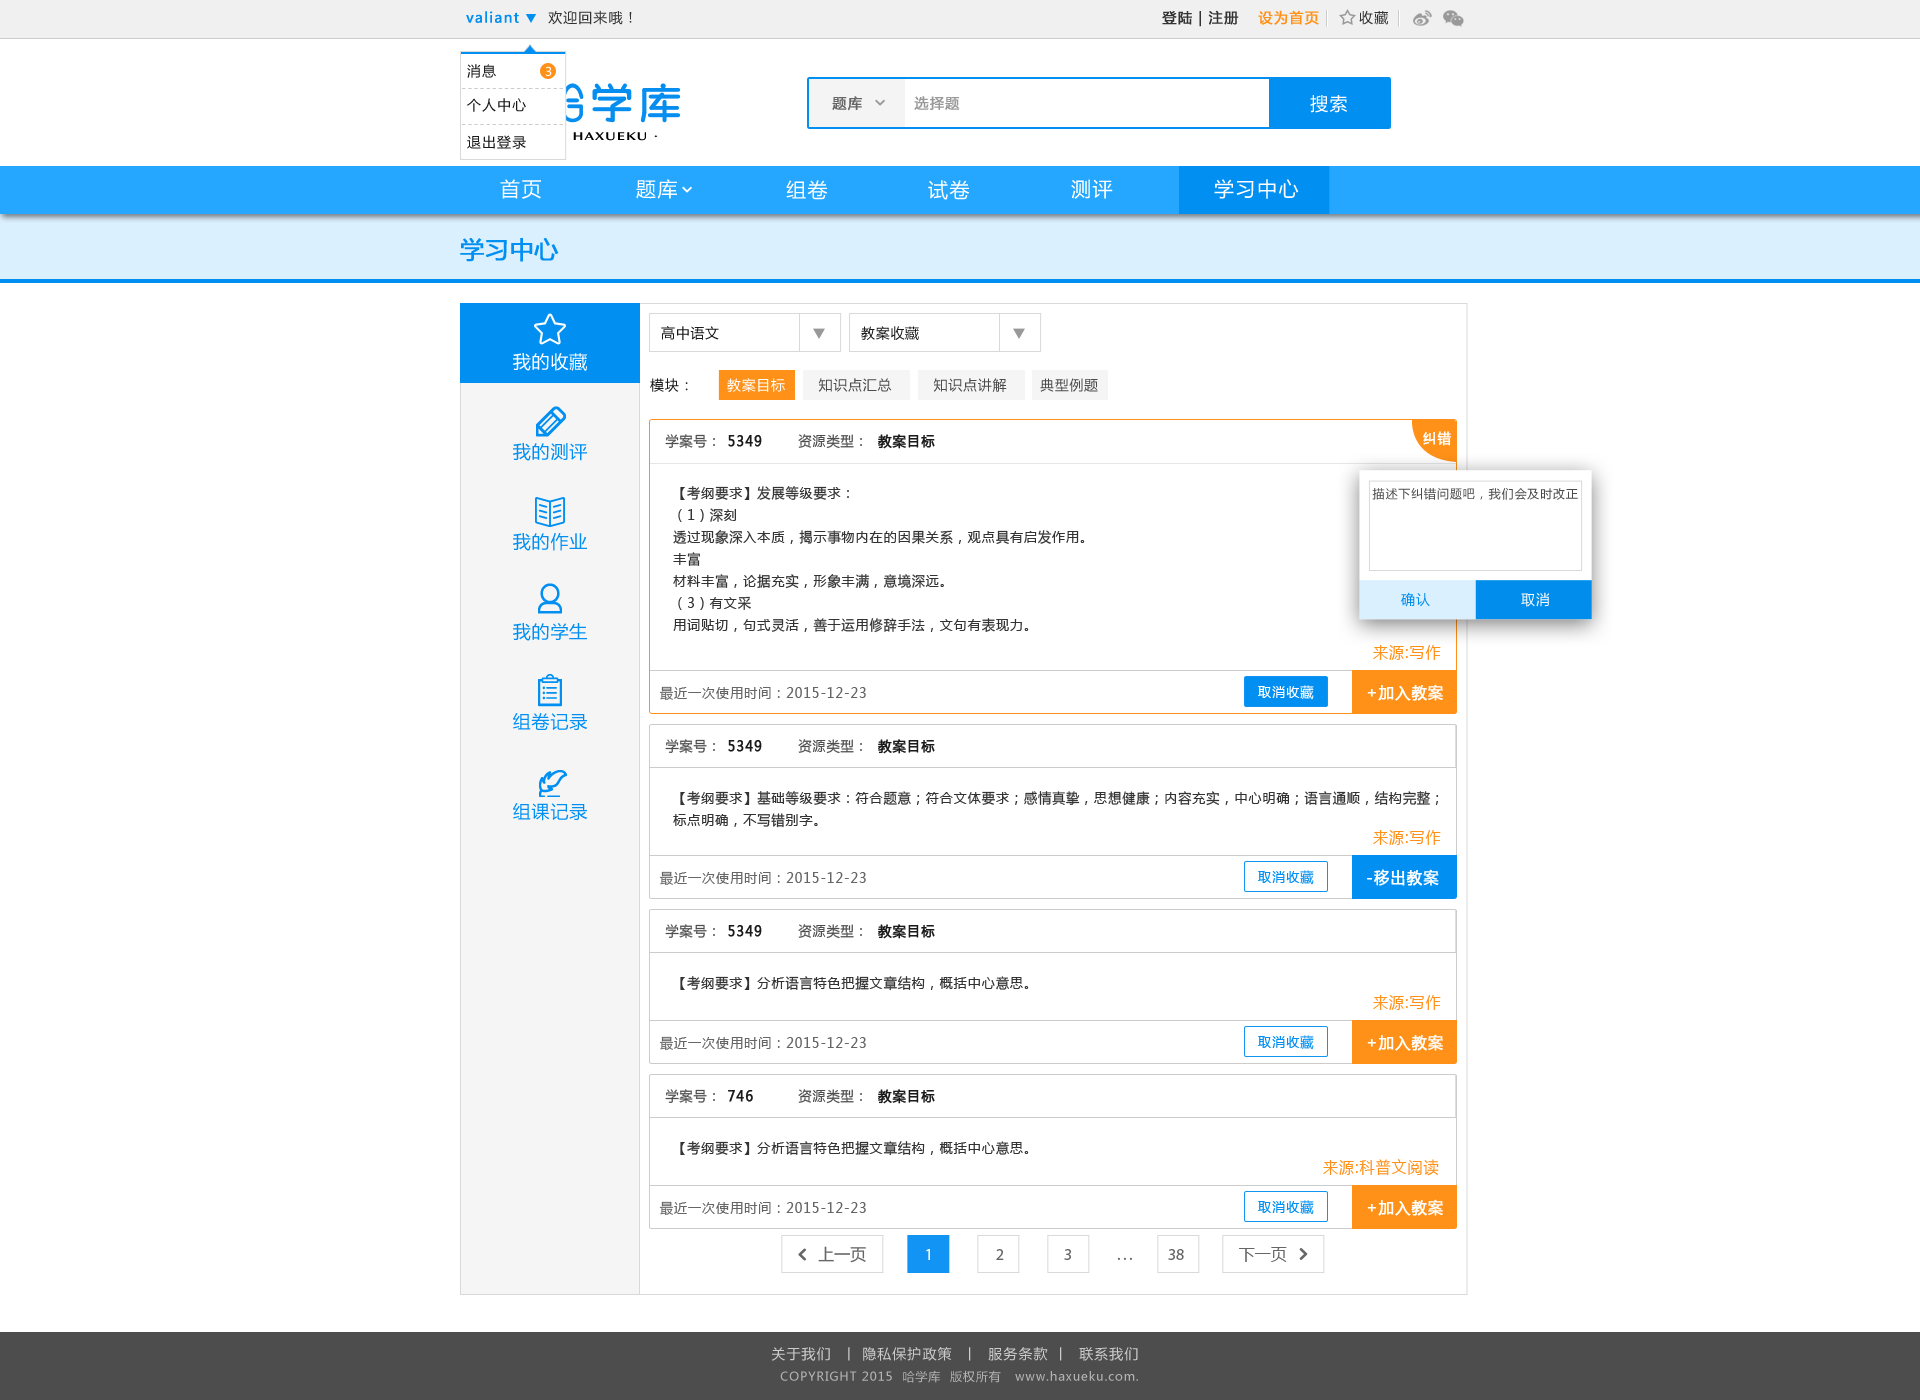 valiant ▼ 欢迎回来哦！
登陆 | 注册 设为首页 收藏
消息 3
个人中心
退出登录
哈学库
HAXUEKU ·
题库 选择题 搜索
首页 题库 组卷 试卷 测评 学习中心
学习中心
我的收藏
我的测评
我的作业
我的学生
组卷记录
组课记录
高中语文 ▼ 教案收藏 ▼
模块： 教案目标 知识点汇总 知识点讲解 典型例题
学案号： 5349 资源类型： 教案目标 纠错
【考纲要求】发展等级要求：
（1）深刻
透过现象深入本质，揭示事物内在的因果关系，观点具有启发作用。
丰富
材料丰富，论据充实，形象丰满，意境深远。
（3）有文采
用词贴切，句式灵活，善于运用修辞手法，文句有表现力。
来源:写作
描述下纠错问题吧，我们会及时改正
确认 取消
最近一次使用时间：2015-12-23 取消收藏 +加入教案
学案号： 5349 资源类型： 教案目标
【考纲要求】基础等级要求：符合题意；符合文体要求；感情真挚，思想健康；内容充实，中心明确；语言通顺，结构完整；
标点明确，不写错别字。
来源:写作
最近一次使用时间：2015-12-23 取消收藏 -移出教案
学案号： 5349 资源类型： 教案目标
【考纲要求】分析语言特色把握文章结构，概括中心意思。
来源:写作
最近一次使用时间：2015-12-23 取消收藏 +加入教案
学案号： 746 资源类型： 教案目标
【考纲要求】分析语言特色把握文章结构，概括中心意思。
来源:科普文阅读
最近一次使用时间：2015-12-23 取消收藏 +加入教案
上一页 1 2 3 ... 38 下一页
关于我们 | 隐私保护政策 | 服务条款 | 联系我们
COPYRIGHT 2015 哈学库 版权所有 www.haxueku.com.